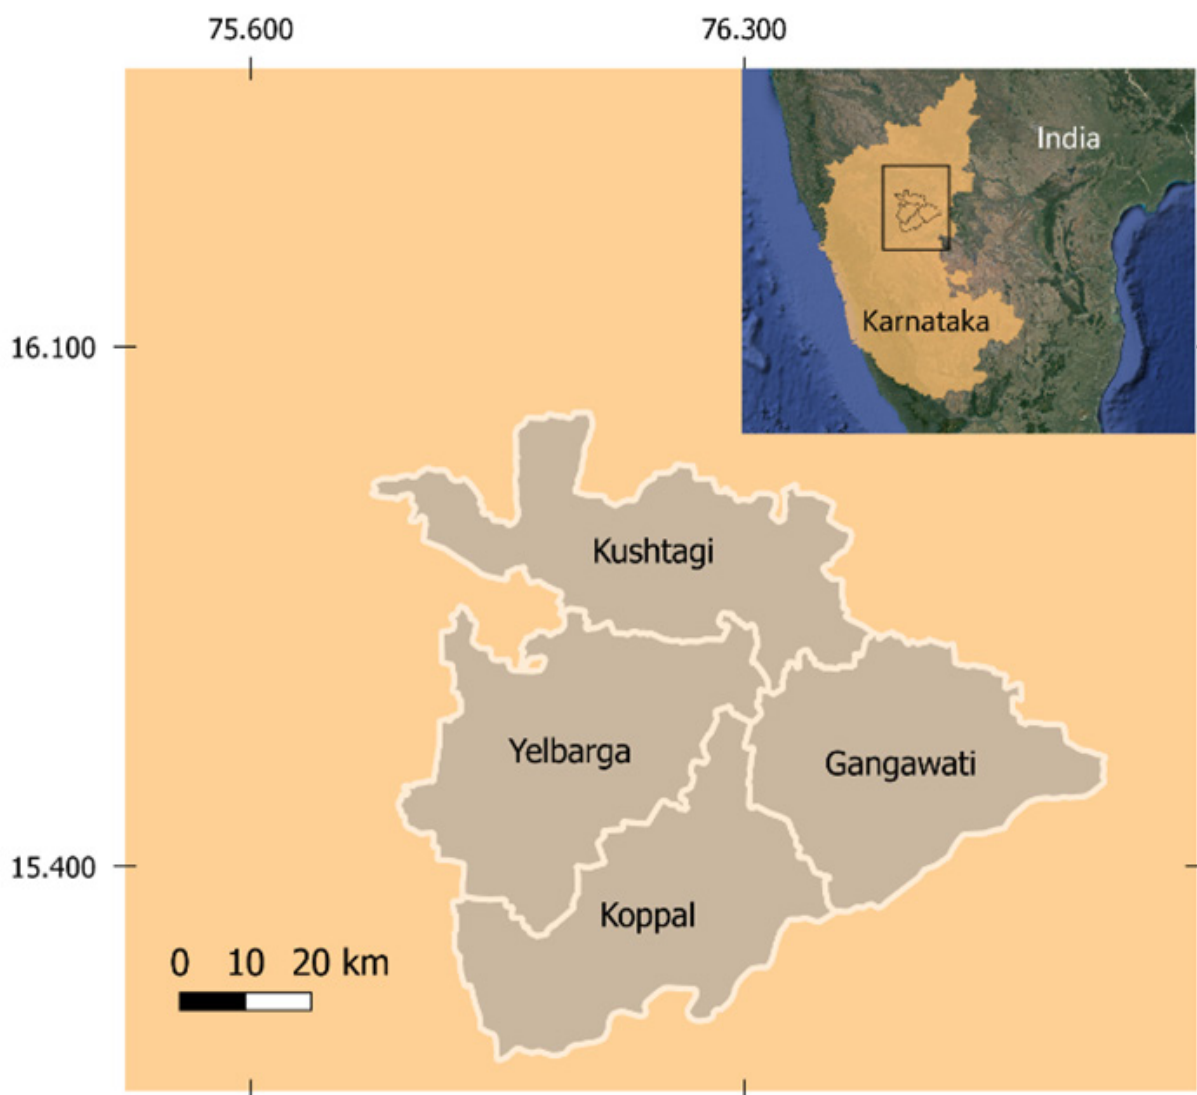 75.600
76.300
India
Karnataka
16.100
Kushtagi
Yelbarga
Gangawati
15.400
Koppal
0 10 20 km